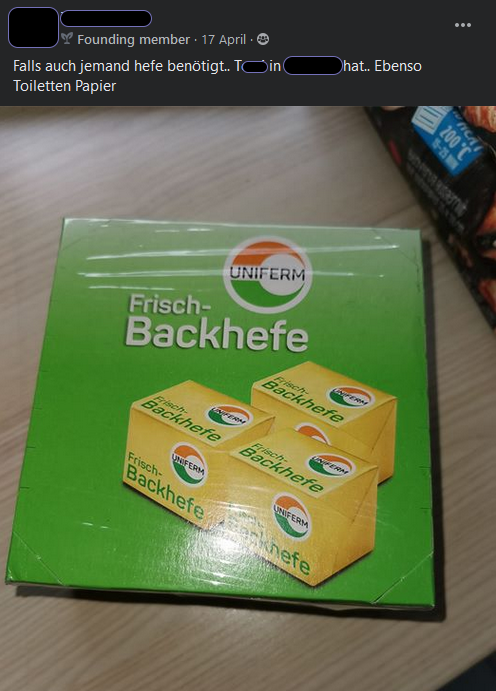 Founding member · 17 April ·
Falls auch jemand hefe benötigt.. T in hat.. Ebenso
Toiletten Papier
200 J.
UNIFERM
Frisch-
Backhefe
Frisch-
Backhefe
UNIFERM
Frisch-
Backhefe
UNIFERM
UNIFERM
Frisch-
Backhefe
Frisch-
Backhefe
UNIFERM
UNIFERM
Backhefe